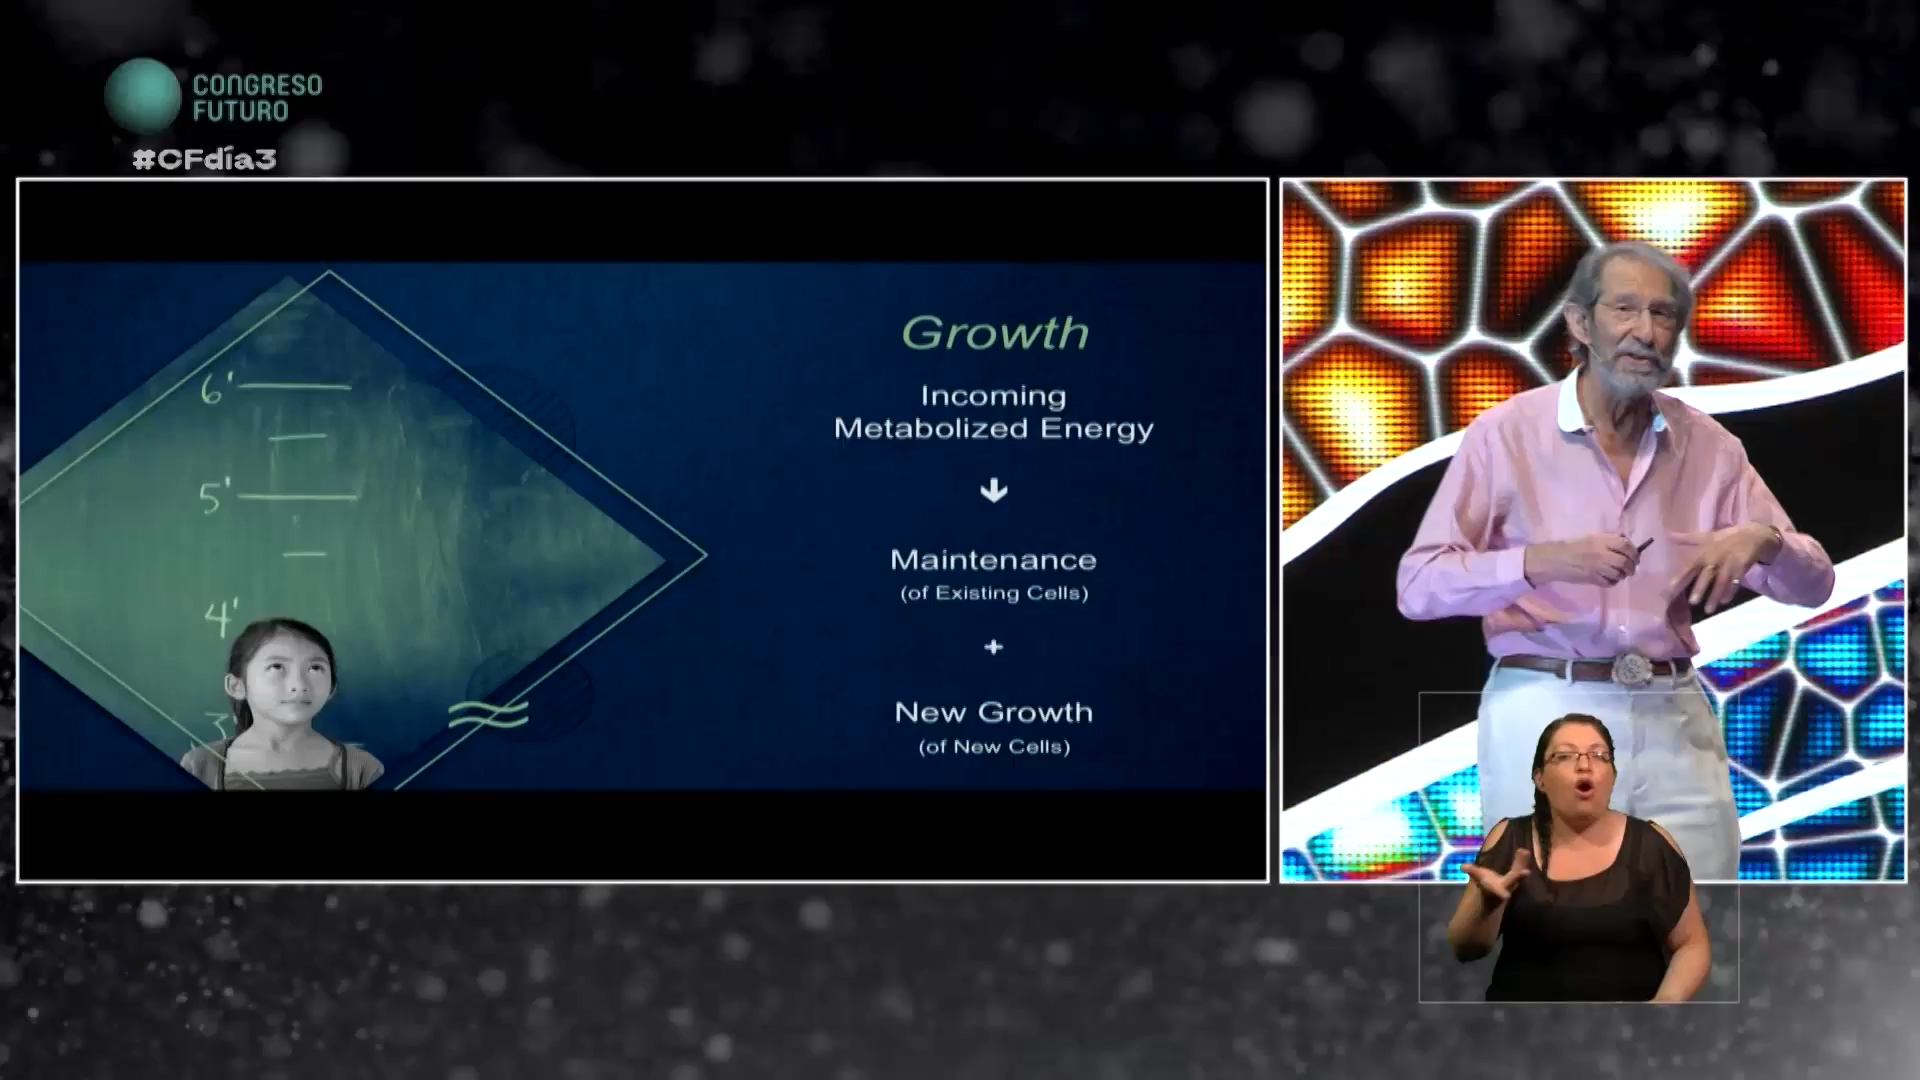 CONGRESO
FUTURO
#CFdía3
6'
5'
4'
3'
Growth
Incoming
Metabolized Energy
Maintenance
(of Existing Cells)
+
New Growth
(of New Cells)